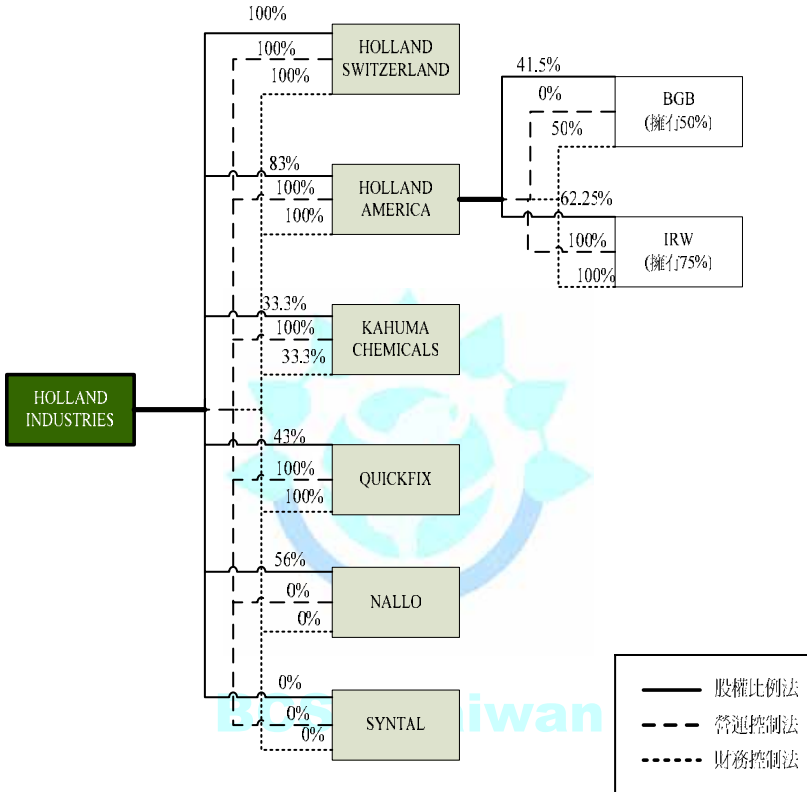 100%
HOLLAND
SWITZERLAND
100%
100%
41.5%
BGB
(擁有50%)
0%
50%
83%
HOLLAND
AMERICA
100%
100%
62.25%
IRW
(擁有75%)
100%
100%
33.3%
KAHUMA
CHEMICALS
100%
33.3%
HOLLAND
INDUSTRIES
43%
QUICKFIX
100%
100%
56%
NALLO
0%
0%
0%
SYNTAL
0%
0%
股權比例法
營運控制法
財務控制法